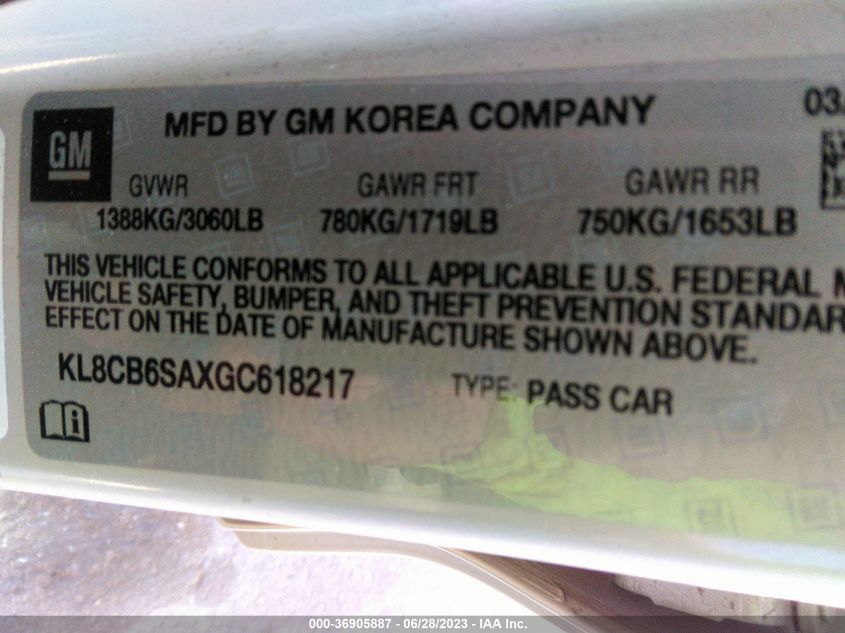 GM
MFD BY GM KOREA COMPANY
03
GVWR GAWR FRT GAWR RR
1388KG/3060LB 780KG/1719LB 750KG/1653LB
THIS VEHICLE CONFORMS TO ALL APPLICABLE U.S. FEDERAL M
VEHICLE SAFETY, BUMPER, AND THEFT PREVENTION STANDAR
EFFECT ON THE DATE OF MANUFACTURE SHOWN ABOVE.
KL8CB6SAXGC618217 TYPE: PASS CAR
000-36905887 / 06/28/2023 - IAA Inc.